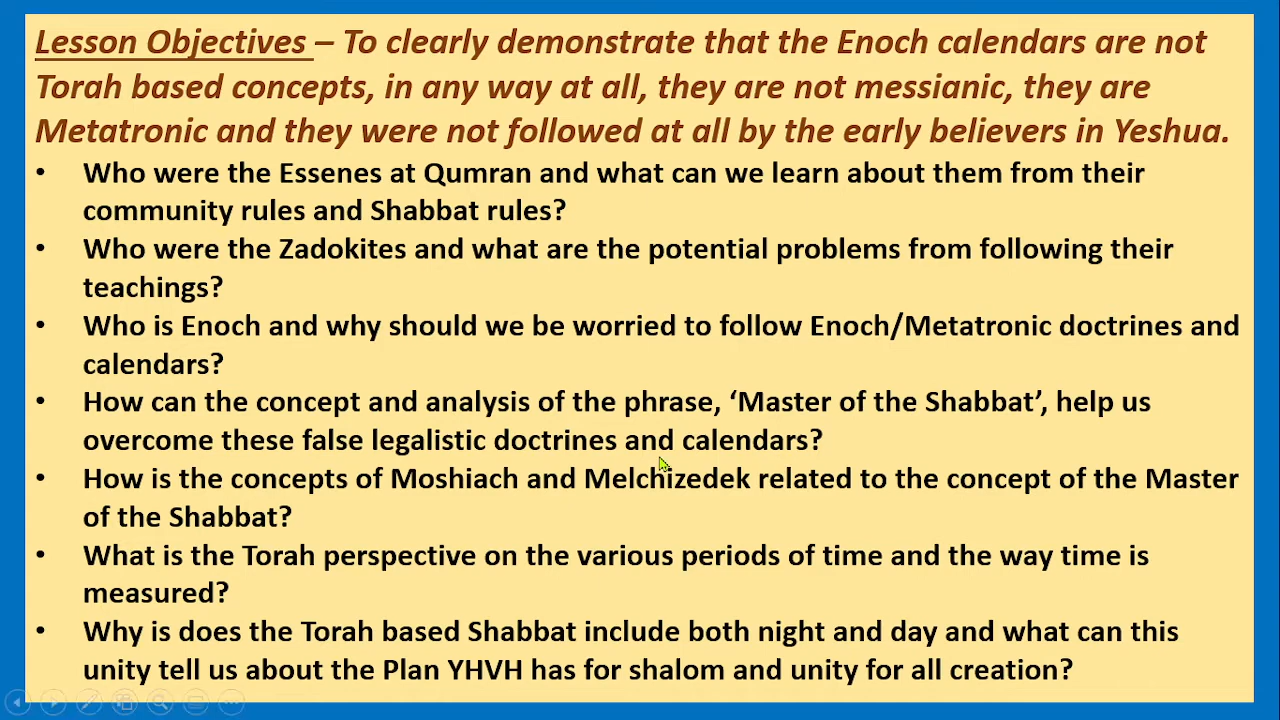 Lesson Objectives – To clearly demonstrate that the Enoch calendars are not
Torah based concepts, in any way at all, they are not messianic, they are
Metatronic and they were not followed at all by the early believers in Yeshua.
• Who were the Essenes at Qumran and what can we learn about them from their
community rules and Shabbat rules?
• Who were the Zadokites and what are the potential problems from following their
teachings?
• Who is Enoch and why should we be worried to follow Enoch/Metatronic doctrines and
calendars?
• How can the concept and analysis of the phrase, ‘Master of the Shabbat’, help us
overcome these false legalistic doctrines and calendars?
• How is the concepts of Moshiach and Melchizedek related to the concept of the Master
of the Shabbat?
• What is the Torah perspective on the various periods of time and the way time is
measured?
• Why is does the Torah based Shabbat include both night and day and what can this
unity tell us about the Plan YHVH has for shalom and unity for all creation?